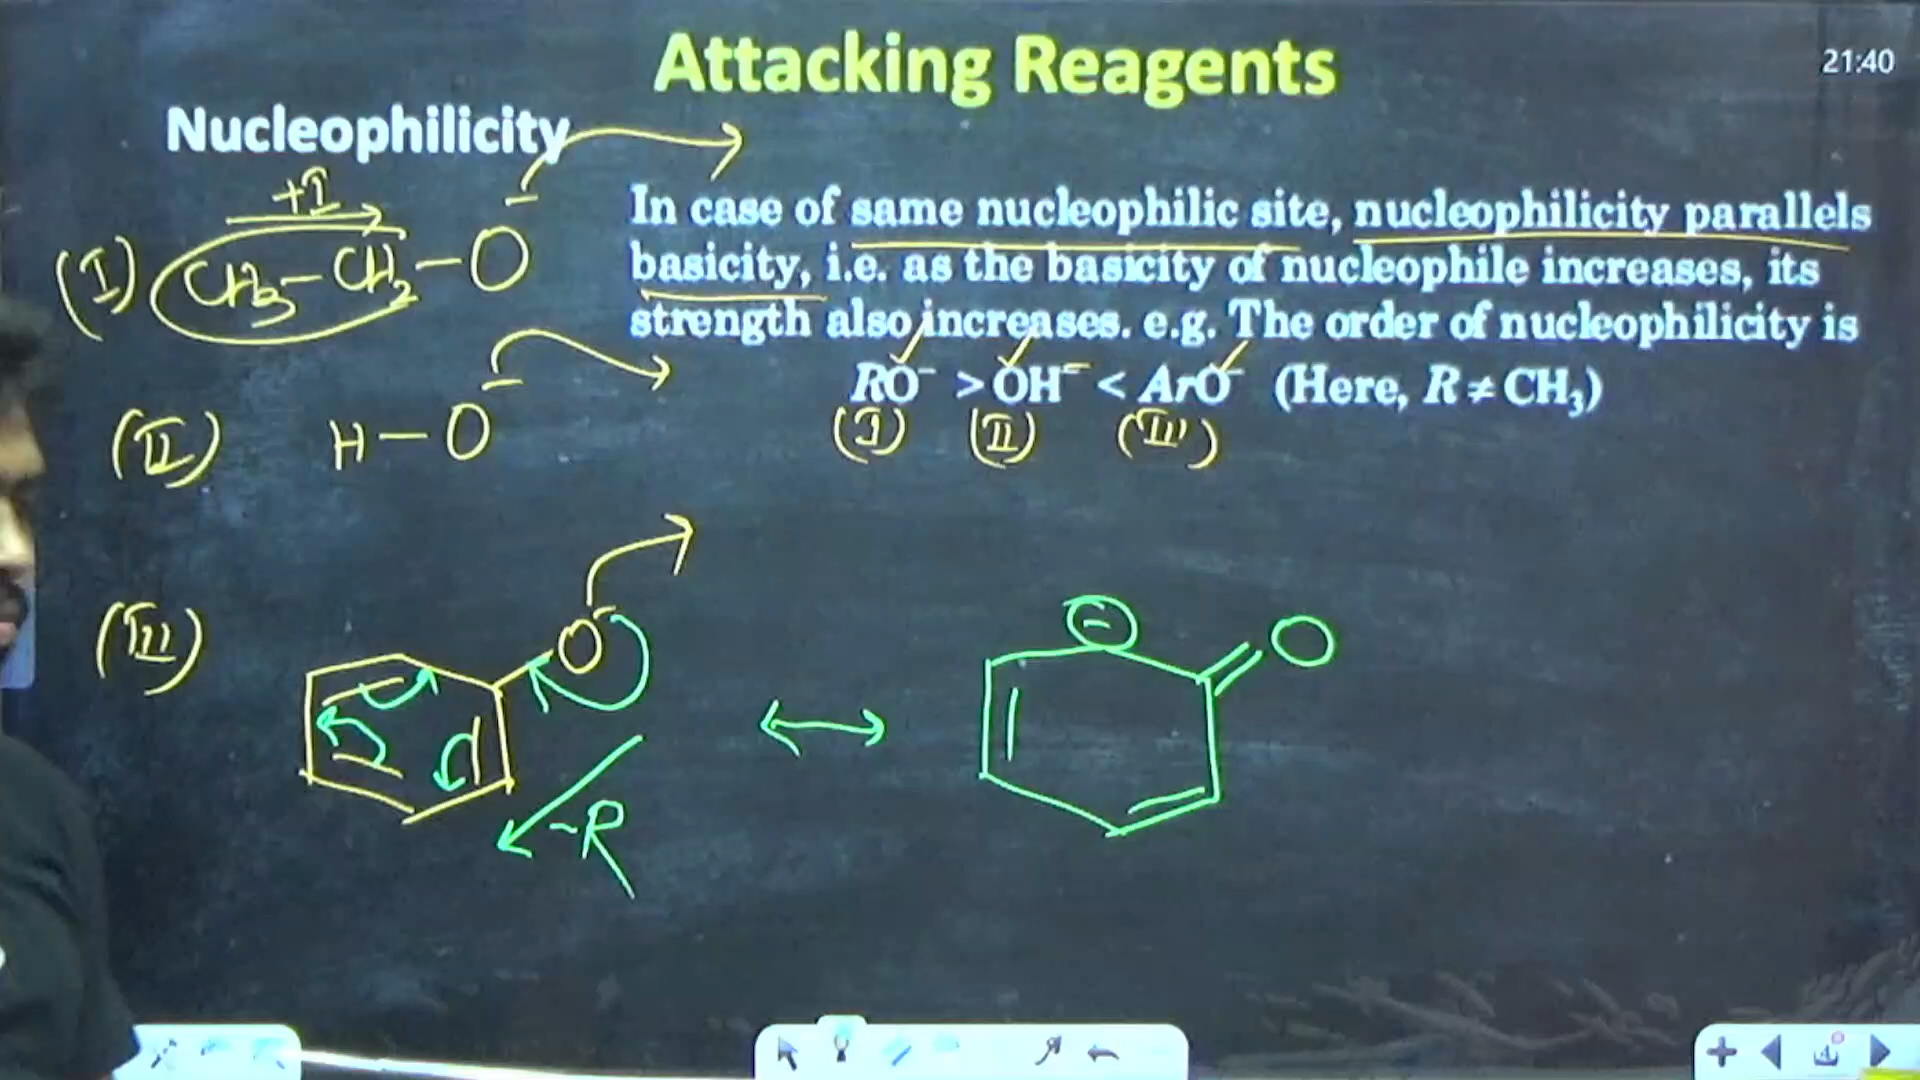 Attacking Reagents
21:40
Nucleophilicity
In case of same nucleophilic site, nucleophilicity parallels
basicity, i.e. as the basicity of nucleophile increases, its
strength also increases. e.g. The order of nucleophilicity is
RO⁻ > OH⁻ < ArO⁻ (Here, R ≠ CH₃)
(I) (II) (III)
+I
(I) CH₃-CH₂-O⁻
(II) H-O⁻
(III) O⁻
-R
- O